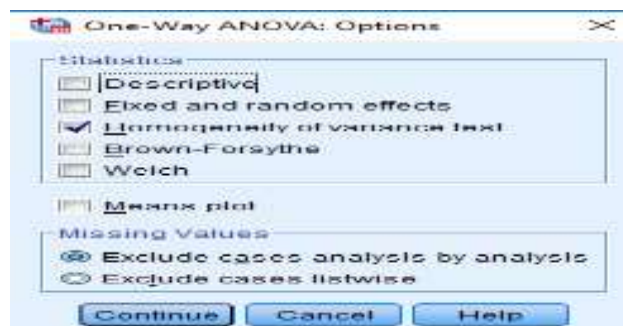 One-Way ANOVA: Options
Statistics
Descriptive
Fixed and random effects
Homogeneity of variance test
Brown-Forsythe
Welch
Means plot
Missing Values
Exclude cases analysis by analysis
Exclude cases listwise
Continue Cancel Help